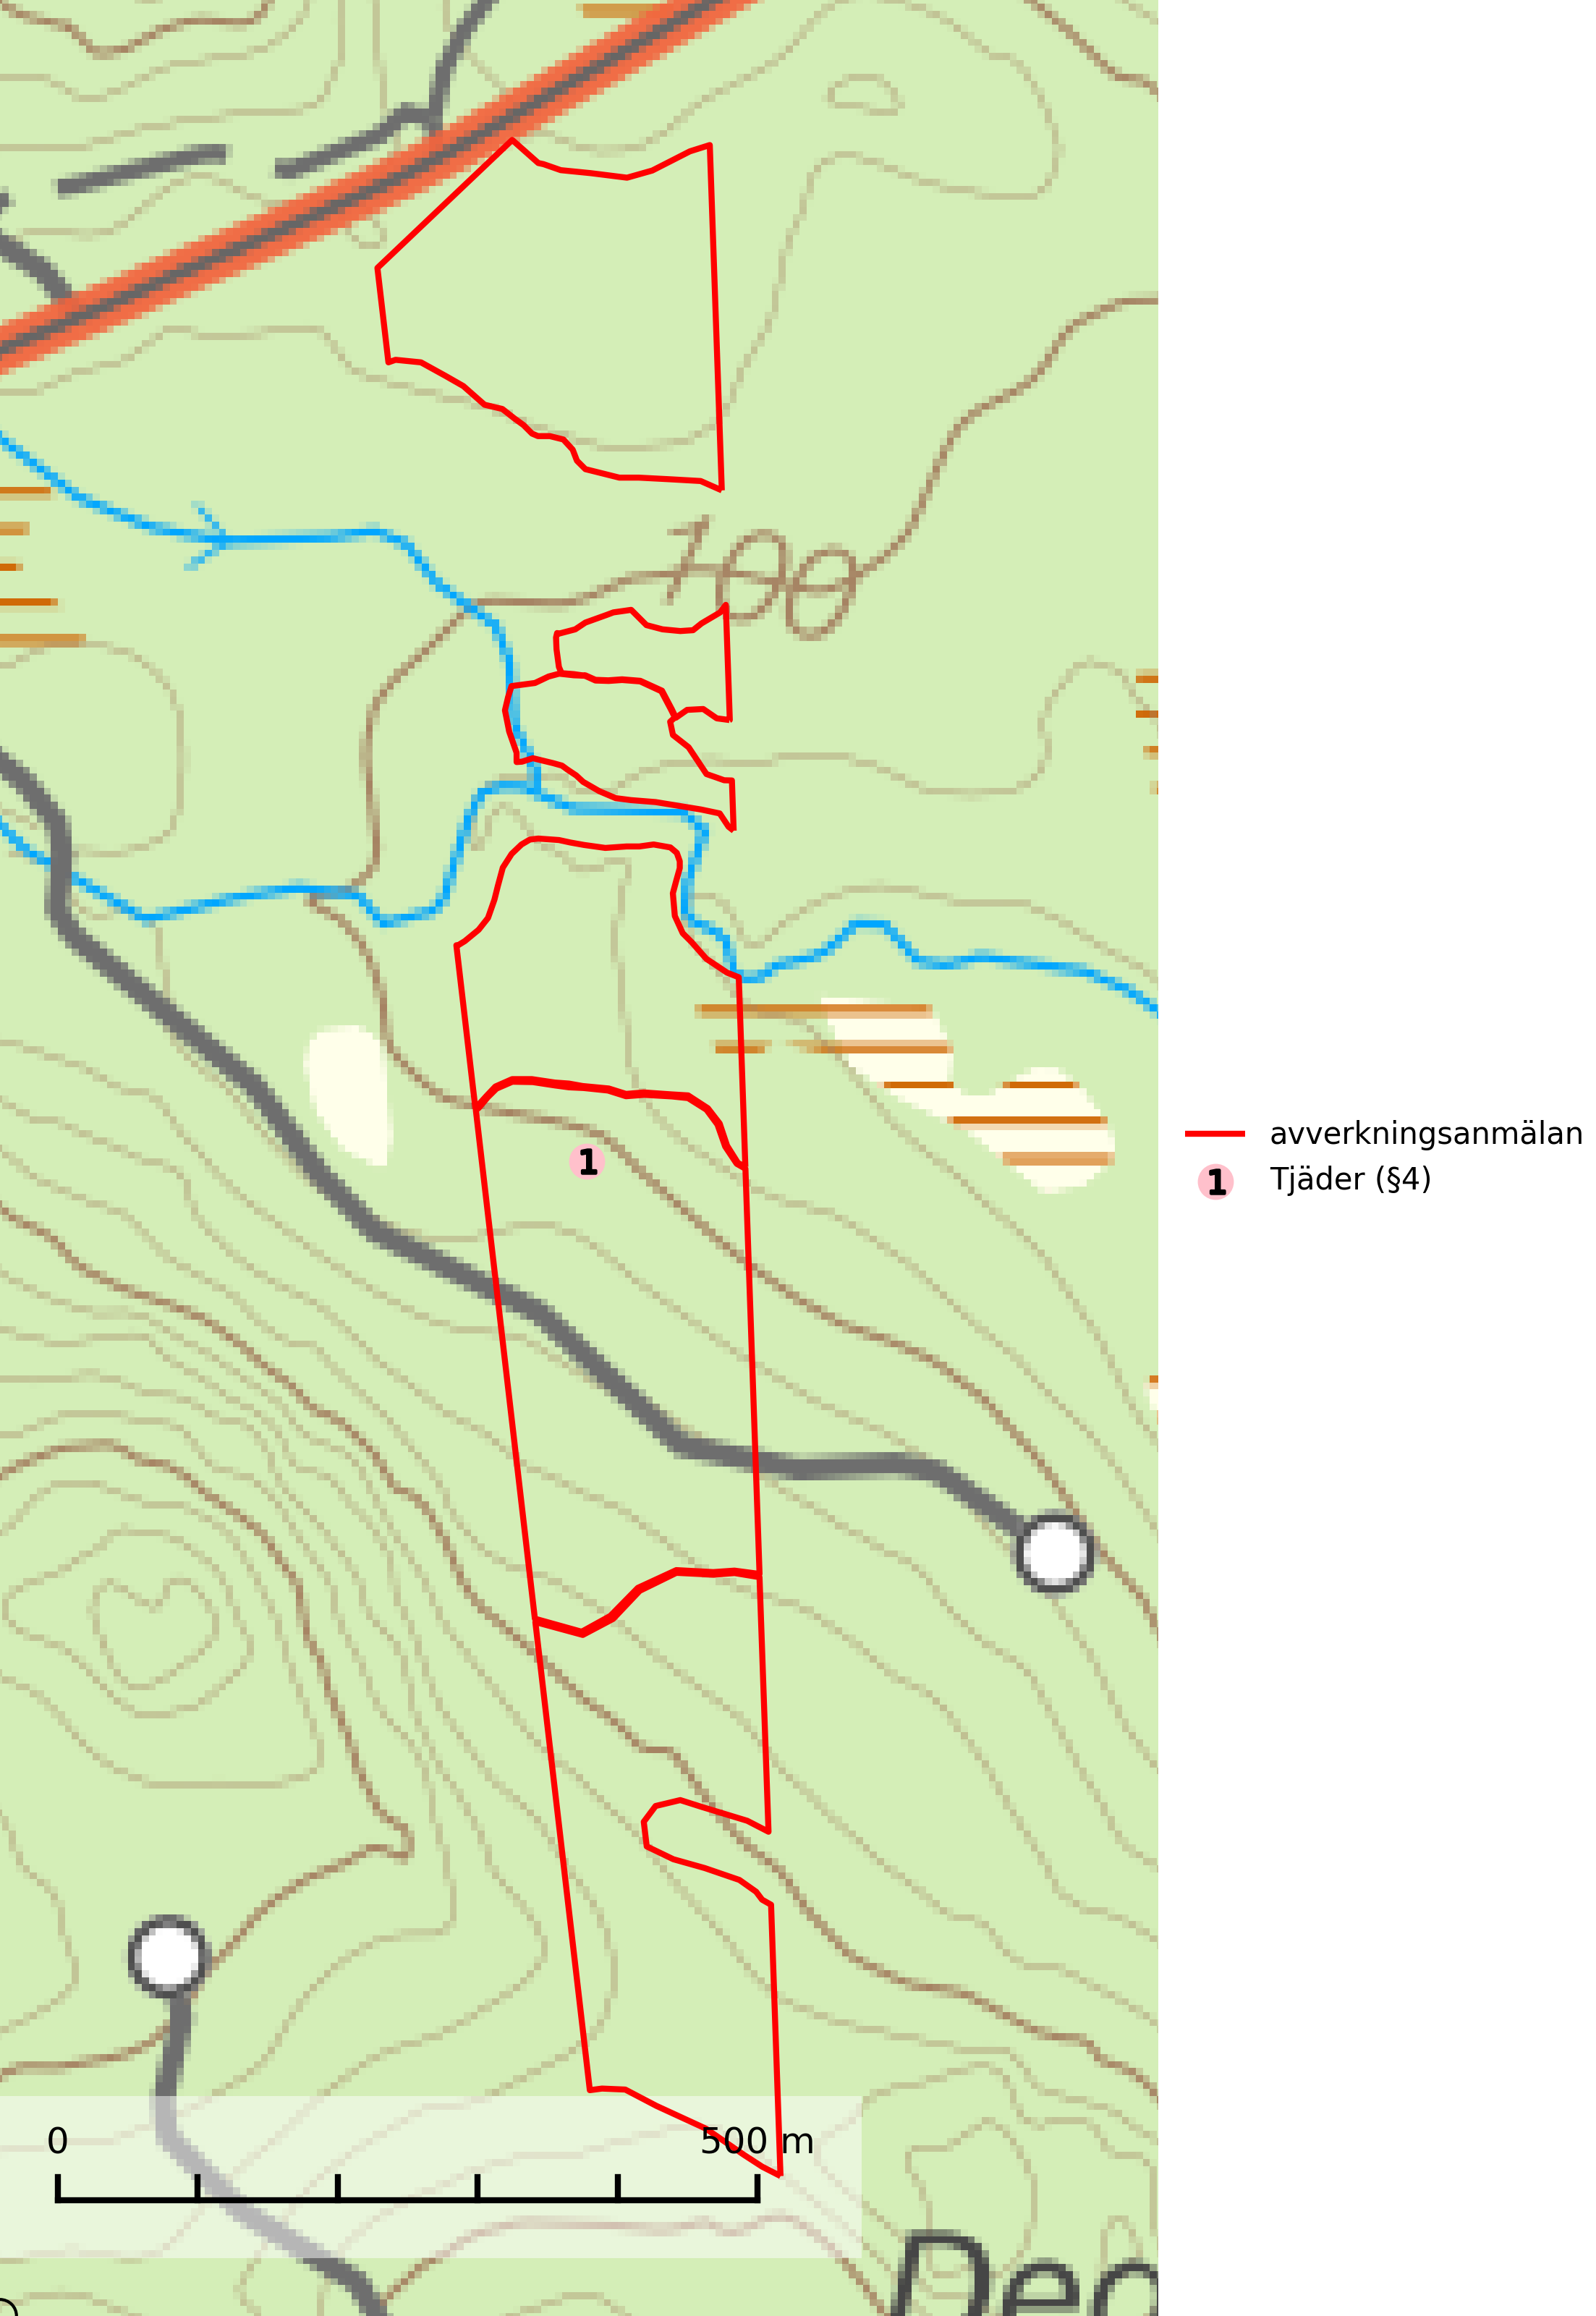 100
1
avverkningsanmälan
1 Tjäder (§4)
0 500 m